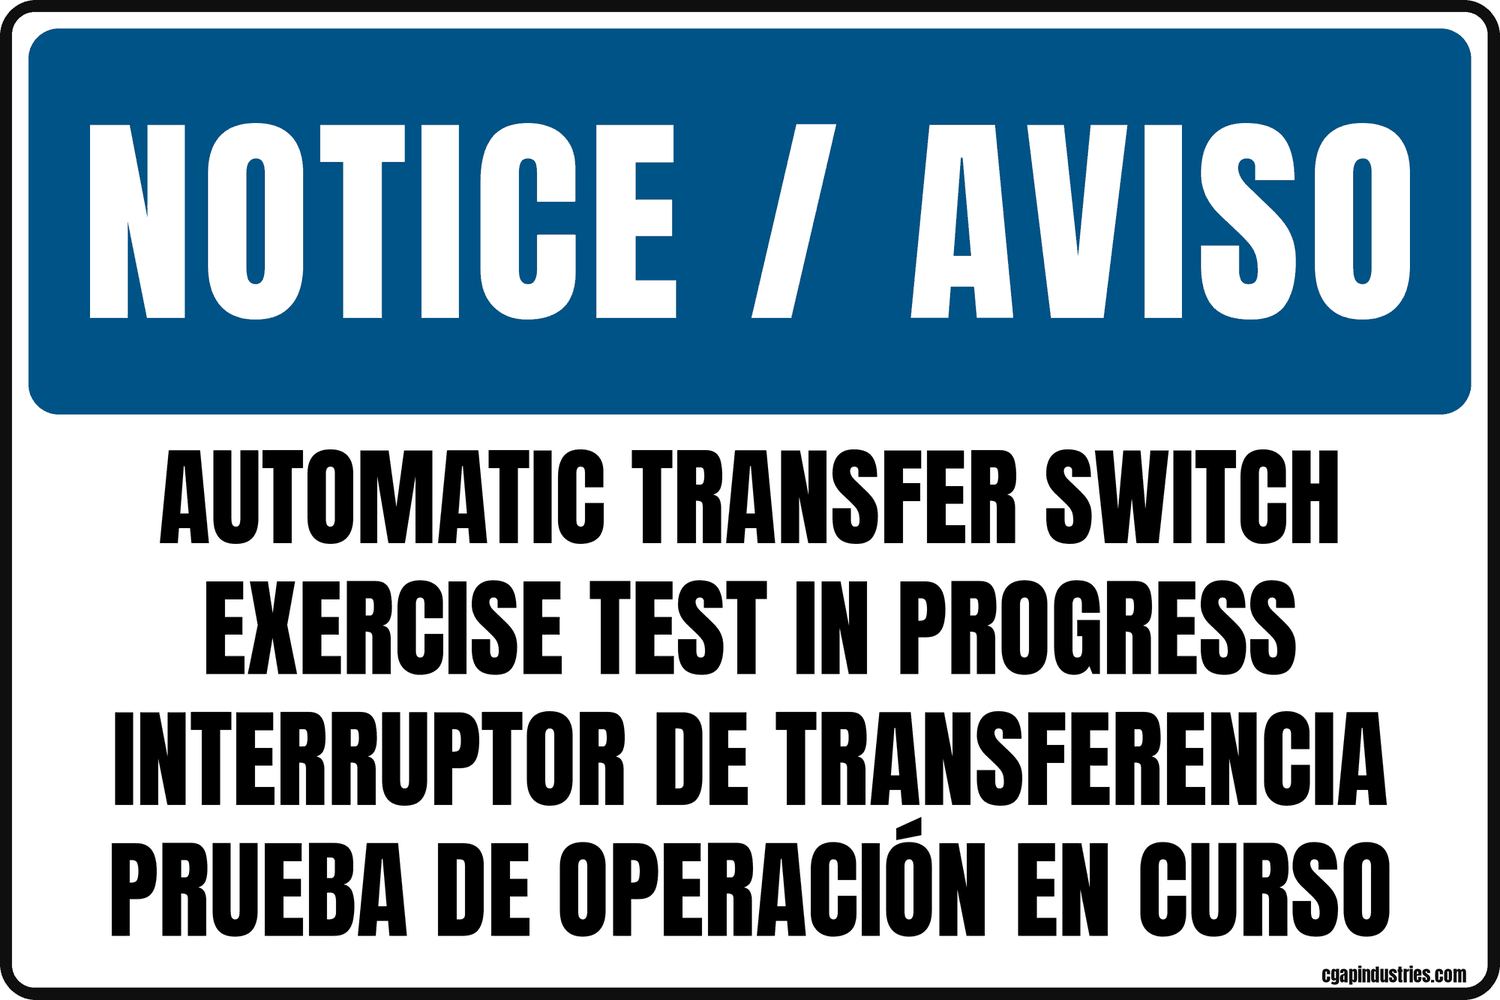 NOTICE / AVISO
AUTOMATIC TRANSFER SWITCH
EXERCISE TEST IN PROGRESS
INTERRUPTOR DE TRANSFERENCIA
PRUEBA DE OPERACIÓN EN CURSO
cgapindustries.com